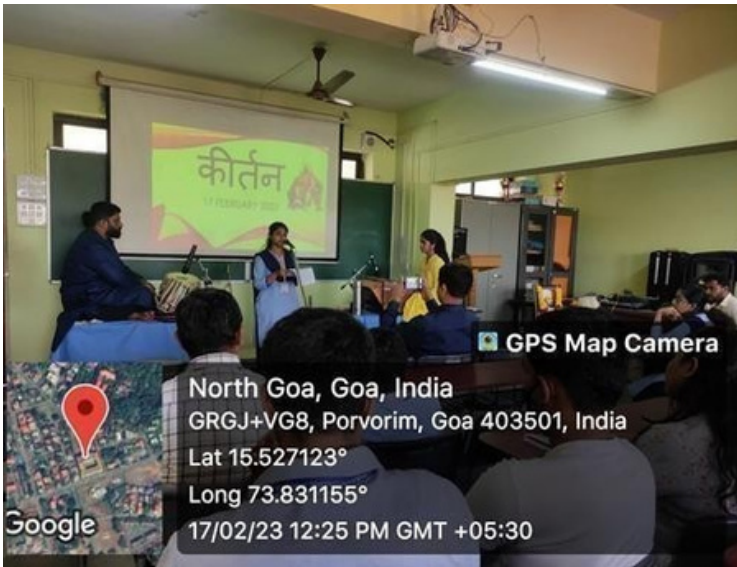 कीर्तन
17 FEBRUARY 2023
GPS Map Camera
North Goa, Goa, India
GRGJ+VG8, Porvorim, Goa 403501, India
Lat 15.527123°
Long 73.831155°
17/02/23 12:25 PM GMT +05:30
Google